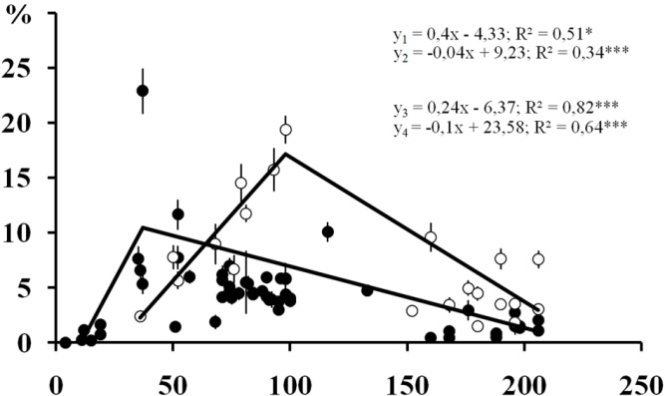 %
y₁ = 0,4x - 4,33; R² = 0,51*
y₂ = -0,04x + 9,23; R² = 0,34***
25
y₃ = 0,24x - 6,37; R² = 0,82***
20
y₄ = -0,1x + 23,58; R² = 0,64***
15
10
5
0
0 50 100 150 200 250